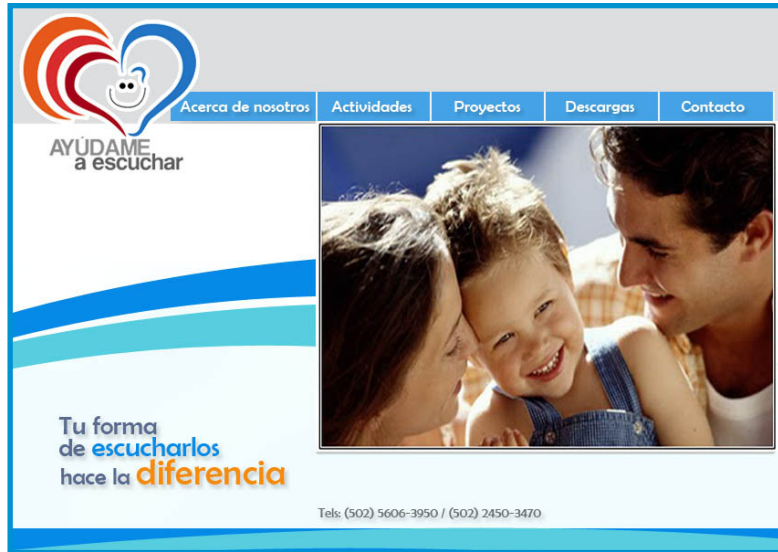 Acerca de nosotros
Actividades
Proyectos
Descargas
Contacto
AYÚDAME
a escuchar
Tu forma
de escucharlos
hace la diferencia
Tels: (502) 5606-3950 / (502) 2450-3470